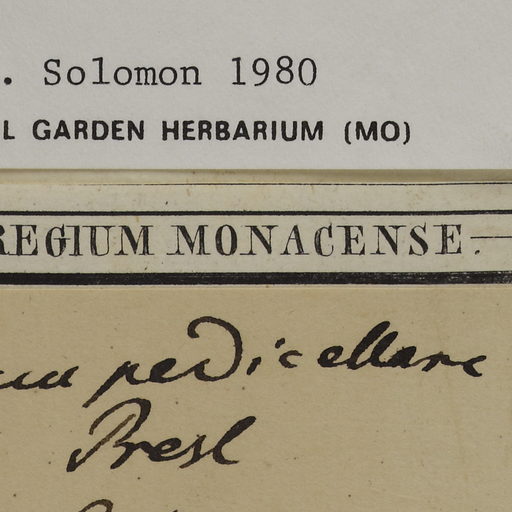 . Solomon 1980
L GARDEN HERBARIUM (MO)
REGIUM MONACENSE.
pedicellare
Presl